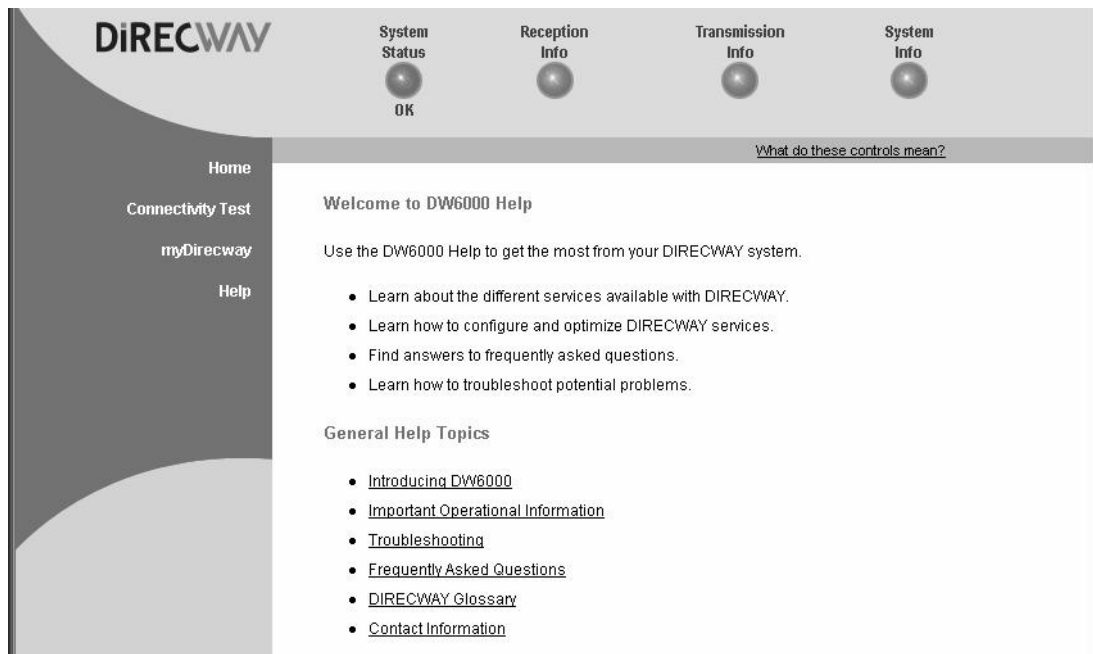 DiRECWAY
System Status
OK
Reception Info
Transmission Info
System Info
What do these controls mean?
Home
Connectivity Test
myDirecway
Help
Welcome to DW6000 Help
Use the DW6000 Help to get the most from your DIRECWAY system.
Learn about the different services available with DIRECWAY.
Learn how to configure and optimize DIRECWAY services.
Find answers to frequently asked questions.
Learn how to troubleshoot potential problems.
General Help Topics
Introducing DW6000
Important Operational Information
Troubleshooting
Frequently Asked Questions
DIRECWAY Glossary
Contact Information